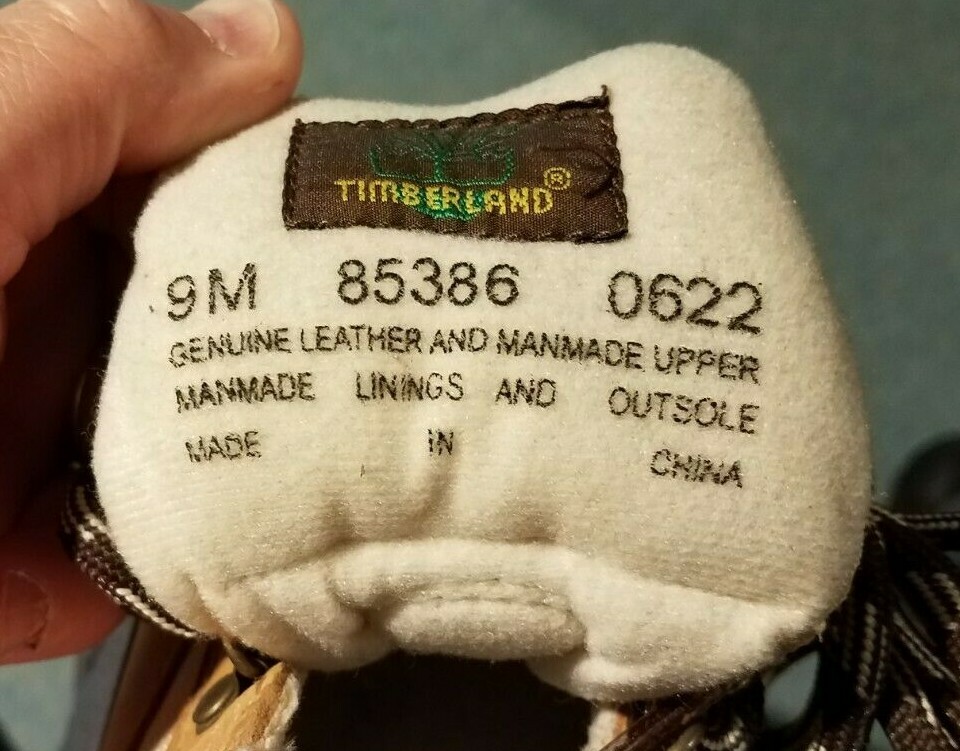 TIMBERLAND®
9M 85386 0622
GENUINE LEATHER AND MANMADE UPPER
MANMADE LININGS AND OUTSOLE
MADE IN CHINA